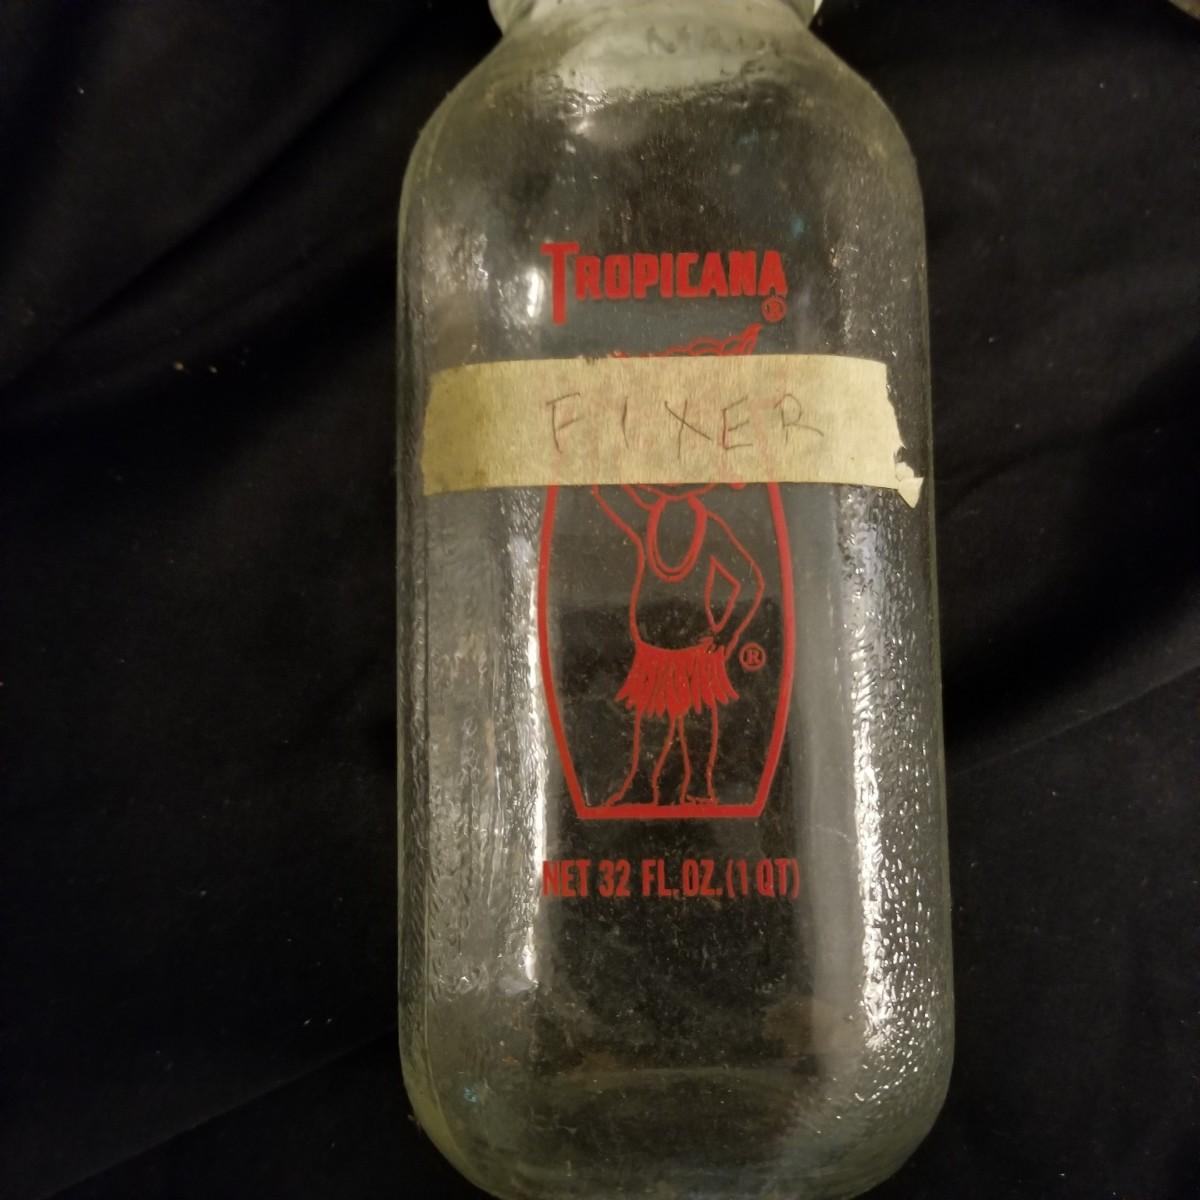 TROPICANA
®
FIXER
®
NET 32 FL.OZ.(1 QT)